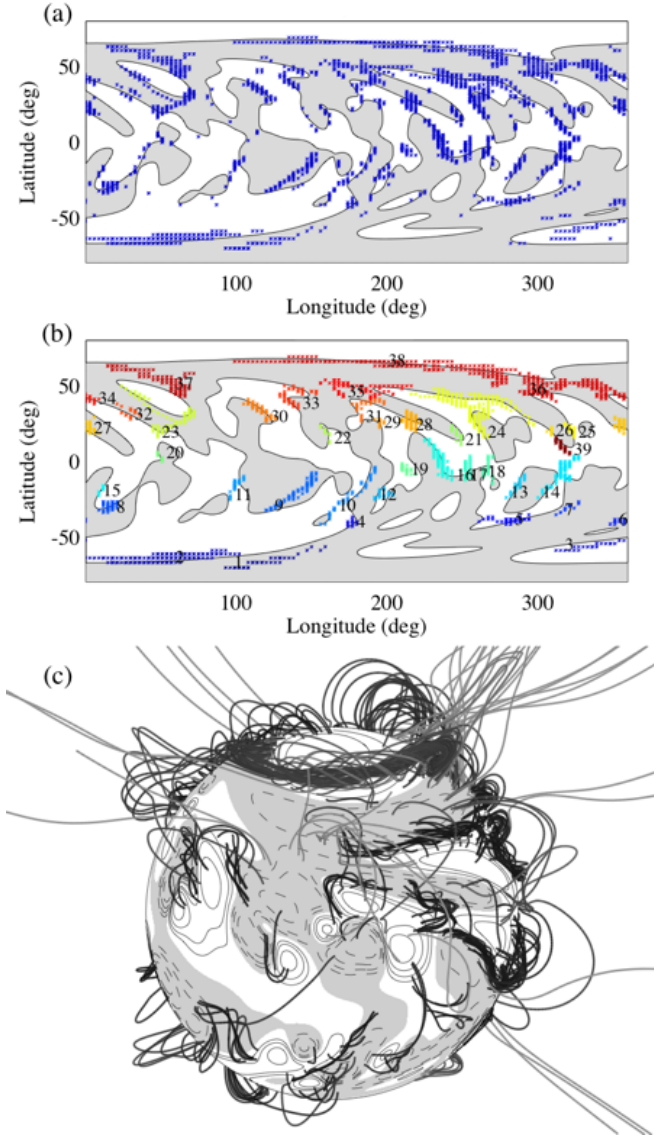 (a)
50
0
-50
Latitude (deg)
100 200 300
Longitude (deg)
(b)
38
37 36
50
34 35
32 33
30 31 29 28
27 23 22 21 24 26 25
20 39
0
19 16 17 18
15 11 12 13 14
8 9 10 7
4 5 6
-50
2 1 3
Latitude (deg)
100 200 300
Longitude (deg)
(c)